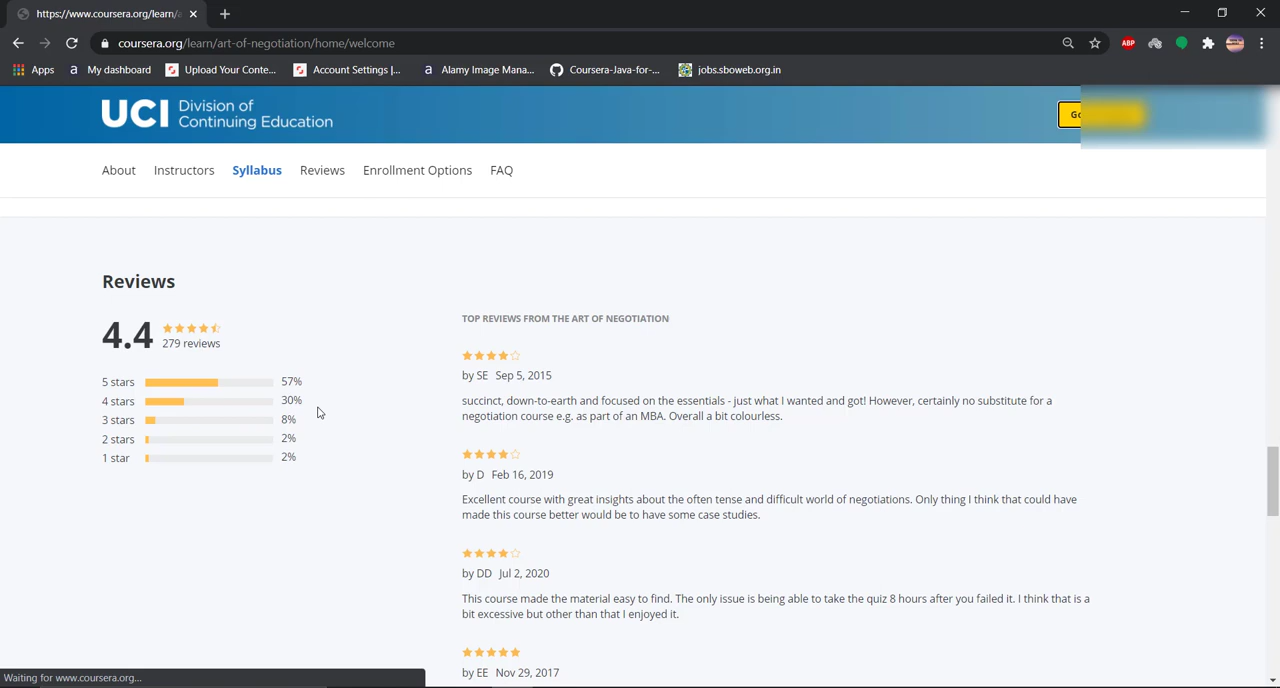 https://www.coursera.org/learn/a
coursera.org/learn/art-of-negotiation/home/welcome
ABP
Apps
a My dashboard
Upload Your Conte...
Account Settings |...
a Alamy Image Mana...
Coursera-Java-for-...
jobs.sboweb.org.in
UCI Division of
Continuing Education
About Instructors Syllabus Reviews Enrollment Options FAQ
Reviews
4.4
279 reviews
5 stars 57%
4 stars 30%
3 stars 8%
2 stars 2%
1 star 2%
TOP REVIEWS FROM THE ART OF NEGOTIATION
by SE Sep 5, 2015
succinct, down-to-earth and focused on the essentials - just what I wanted and got! However, certainly no substitute for a
negotiation course e.g. as part of an MBA. Overall a bit colourless.
by D Feb 16, 2019
Excellent course with great insights about the often tense and difficult world of negotiations. Only thing I think that could have
made this course better would be to have some case studies.
by DD Jul 2, 2020
This course made the material easy to find. The only issue is being able to take the quiz 8 hours after you failed it. I think that is a
bit excessive but other than that I enjoyed it.
by EE Nov 29, 2017
Waiting for www.coursera.org...